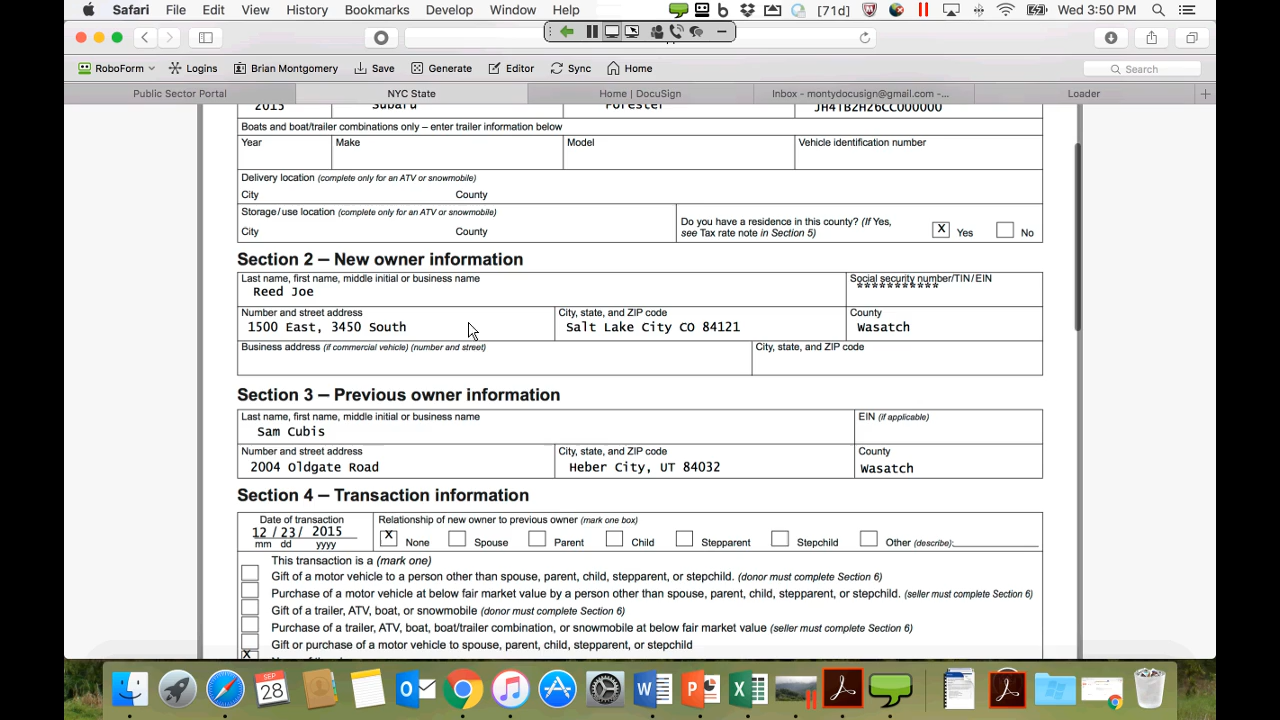 Safari File Edit View History Bookmarks Develop Window Help [71d] Wed 3:50 PM
RoboForm Logins Brian Montgomery Save Generate Editor Sync Home Search
Public Sector Portal NYC State Home | DocuSign Inbox - montydocusign@gmail.com -... Loader
2015 Subaru Forester
Boats and boat/trailer combinations only – enter trailer information below
Year Make Model Vehicle identification number
Delivery location (complete only for an ATV or snowmobile)
City County
Storage/use location (complete only for an ATV or snowmobile)
City County
Do you have a residence in this county? (If Yes,
see Tax rate note in Section 5) X Yes No
Section 2 – New owner information
Last name, first name, middle initial or business name Social security number/TIN/EIN
Reed Joe ***********
Number and street address City, state, and ZIP code County
1500 East, 3450 South Salt Lake City CO 84121 Wasatch
Business address (if commercial vehicle) (number and street) City, state, and ZIP code
Section 3 – Previous owner information
Last name, first name, middle initial or business name EIN (if applicable)
Sam Cubis
Number and street address City, state, and ZIP code County
2004 Oldgate Road Heber City, UT 84032 Wasatch
Section 4 – Transaction information
Date of transaction Relationship of new owner to previous owner (mark one box)
12 / 23 / 2015 X None Spouse Parent Child Stepparent Stepchild Other (describe):
mm dd yyyy
This transaction is a (mark one)
Gift of a motor vehicle to a person other than spouse, parent, child, stepparent, or stepchild. (donor must complete Section 6)
Purchase of a motor vehicle at below fair market value by a person other than spouse, parent, child, stepparent, or stepchild. (seller must complete Section 6)
Gift of a trailer, ATV, boat, or snowmobile (donor must complete Section 6)
Purchase of a trailer, ATV, boat, boat/trailer combination, or snowmobile at below fair market value (seller must complete Section 6)
Gift or purchase of a motor vehicle to spouse, parent, child, stepparent, or stepchild
X
SEP
28